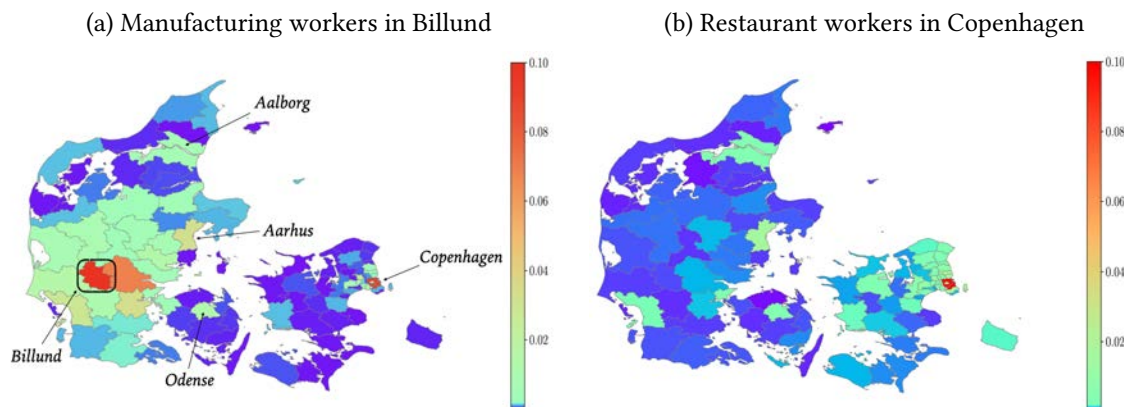 (a) Manufacturing workers in Billund
(b) Restaurant workers in Copenhagen
0.10
0.08
0.06
0.04
0.02
Aalborg
Aarhus
Copenhagen
Billund
Odense
0.10
0.08
0.06
0.04
0.02